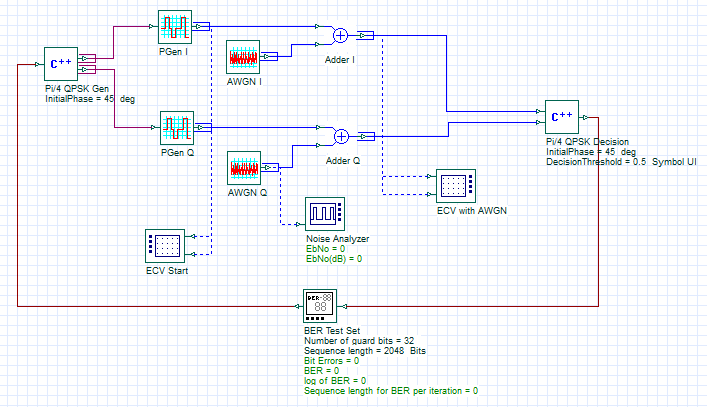 PGen I
C++
Pi/4 QPSK Gen
InitialPhase = 45  deg
AWGN I
Adder I
C++
Pi/4 QPSK Decision
InitialPhase = 45  deg
DecisionThreshold = 0.5  Symbol UI
PGen Q
AWGN Q
Adder Q
ECV with AWGN
Noise Analyzer
EbNo = 0
EbNo(dB) = 0
ECV Start
BER-88
88
BER Test Set
Number of guard bits = 32
Sequence length = 2048  Bits
Bit Errors = 0
BER = 0
log of BER = 0
Sequence length for BER per iteration = 0